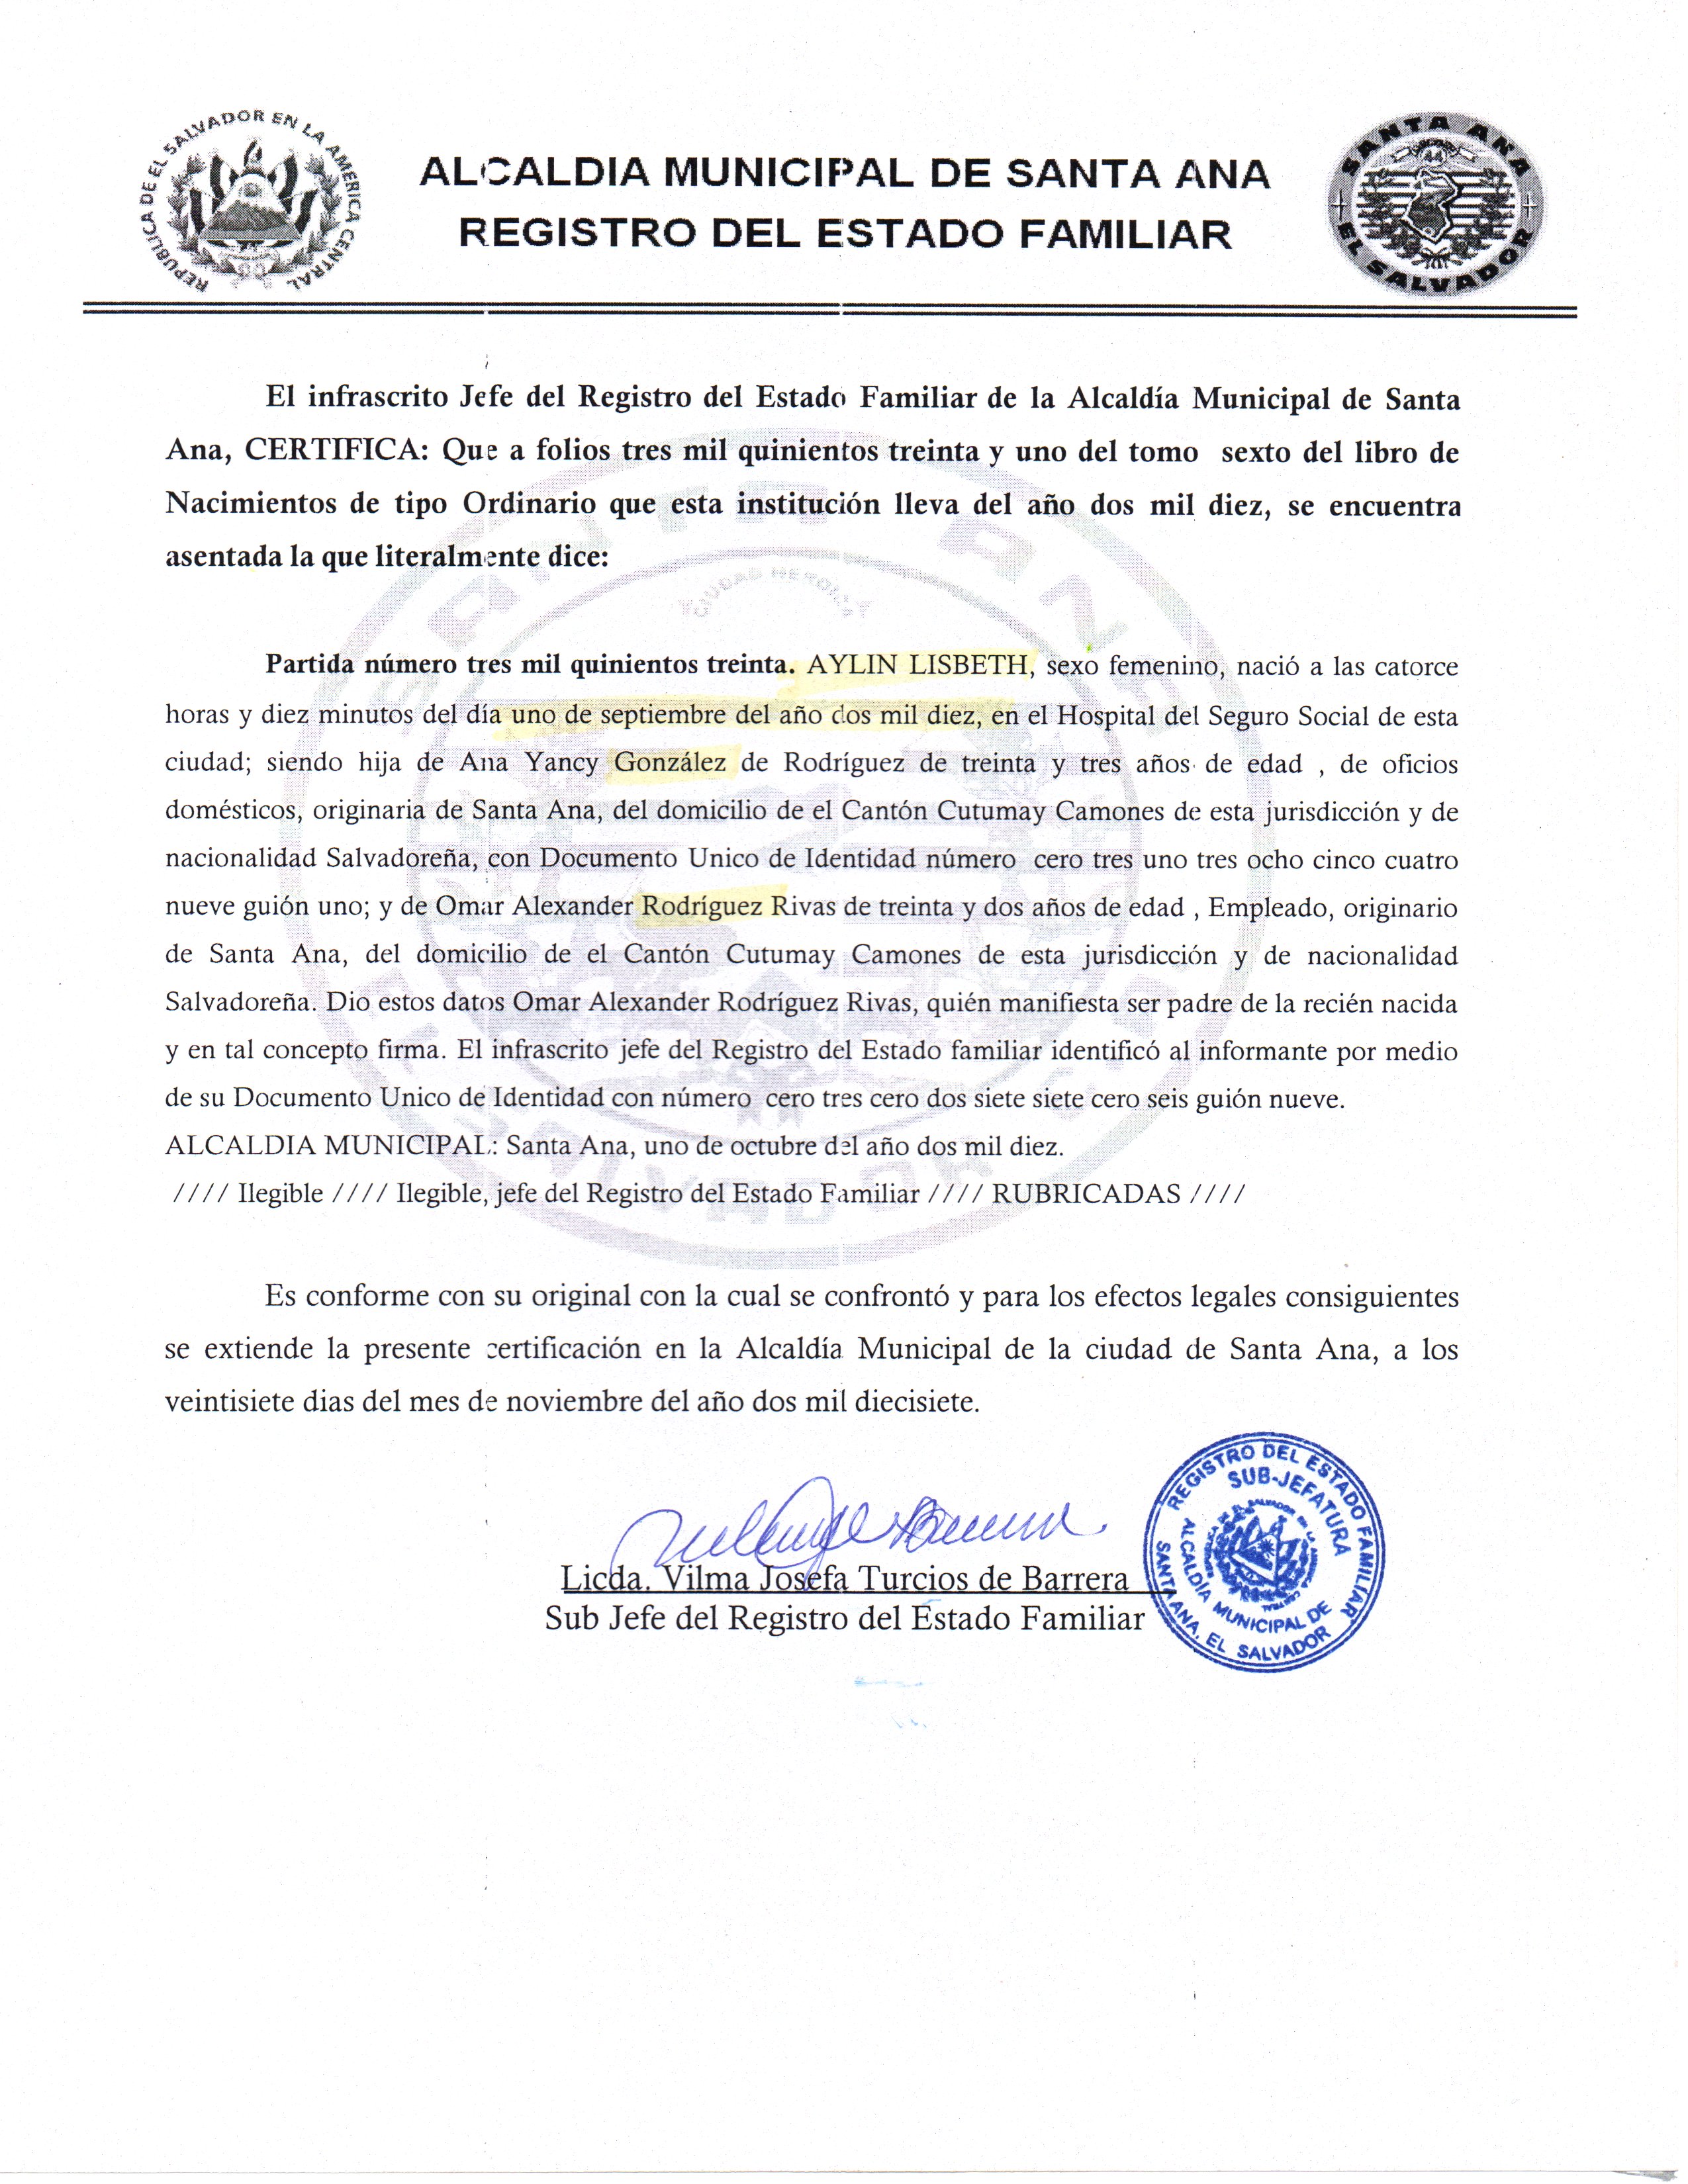 REPUBLICA DE EL SALVADOR EN LA AMERICA CENTRAL
ALCALDIA MUNICIPAL DE SANTA ANA
REGISTRO DEL ESTADO FAMILIAR
SANTA ANA
44
EL SALVADOR
El infrascrito Jefe del Registro del Estado Familiar de la Alcaldía Municipal de Santa
Ana, CERTIFICA: Que a folios tres mil quinientos treinta y uno del tomo sexto del libro de
Nacimientos de tipo Ordinario que esta institución lleva del año dos mil diez, se encuentra
asentada la que literalmente dice:
Partida número tres mil quinientos treinta. AYLIN LISBETH, sexo femenino, nació a las catorce
horas y diez minutos del día uno de septiembre del año dos mil diez, en el Hospital del Seguro Social de esta
ciudad; siendo hija de Ana Yancy González de Rodríguez de treinta y tres años de edad , de oficios
domésticos, originaria de Santa Ana, del domicilio de el Cantón Cutumay Camones de esta jurisdicción y de
nacionalidad Salvadoreña, con Documento Unico de Identidad número cero tres uno tres ocho cinco cuatro
nueve guión uno; y de Omar Alexander Rodríguez Rivas de treinta y dos años de edad , Empleado, originario
de Santa Ana, del domicilio de el Cantón Cutumay Camones de esta jurisdicción y de nacionalidad
Salvadoreña. Dio estos datos Omar Alexander Rodríguez Rivas, quién manifiesta ser padre de la recién nacida
y en tal concepto firma. El infrascrito jefe del Registro del Estado familiar identificó al informante por medio
de su Documento Unico de Identidad con número cero tres cero dos siete siete cero seis guión nueve.
ALCALDIA MUNICIPAL: Santa Ana, uno de octubre del año dos mil diez.
//// Ilegible //// Ilegible, jefe del Registro del Estado Familiar //// RUBRICADAS ////
Es conforme con su original con la cual se confrontó y para los efectos legales consiguientes
se extiende la presente certificación en la Alcaldía Municipal de la ciudad de Santa Ana, a los
veintisiete dias del mes de noviembre del año dos mil diecisiete.
Licda. Vilma Josefa Turcios de Barrera
Sub Jefe del Registro del Estado Familiar
REGISTRO DEL ESTADO FAMILIAR
SUB-JEFATURA
ALCALDÍA MUNICIPAL DE
SANTA ANA, EL SALVADOR